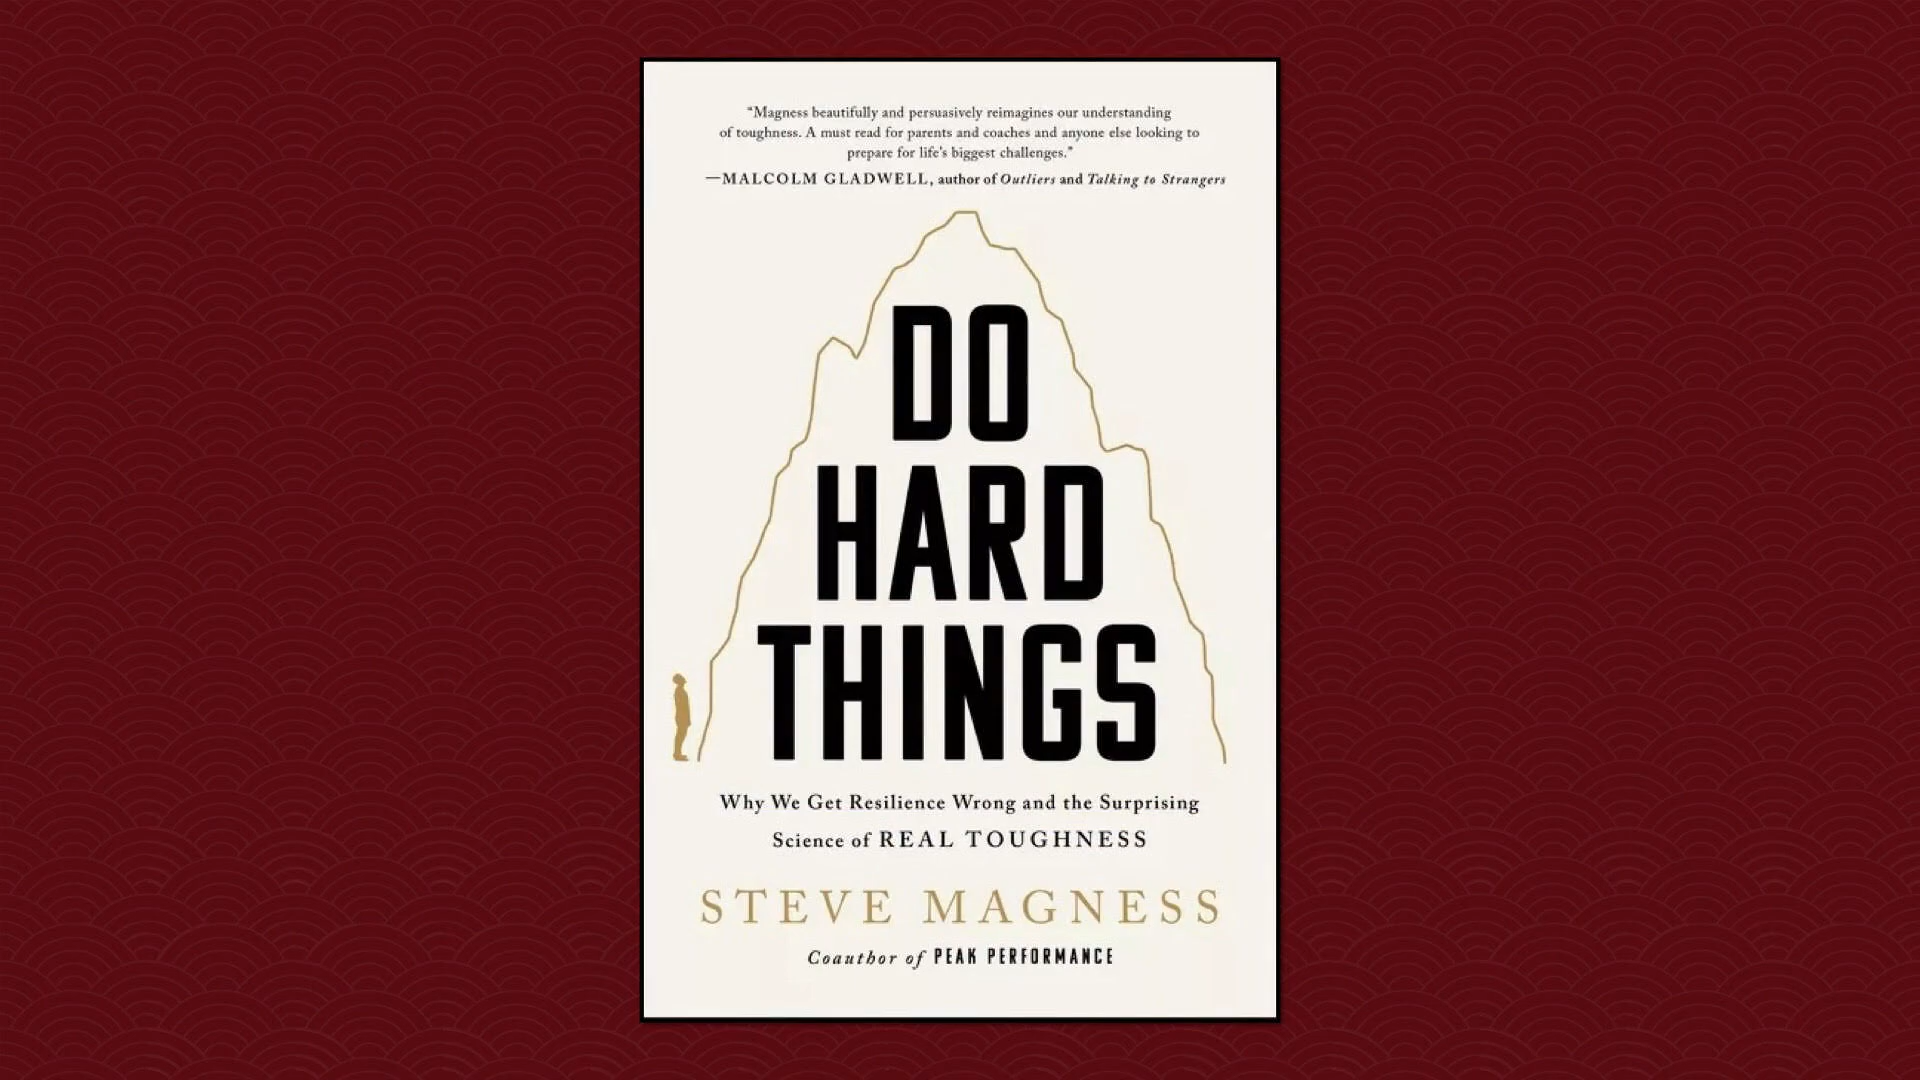 “Magness beautifully and persuasively reimagines our understanding
of toughness. A must read for parents and coaches and anyone else looking to
prepare for life’s biggest challenges.”
—MALCOLM GLADWELL, author of Outliers and Talking to Strangers
DO
HARD
THINGS
Why We Get Resilience Wrong and the Surprising
Science of REAL TOUGHNESS
STEVE MAGNESS
Coauthor of PEAK PERFORMANCE